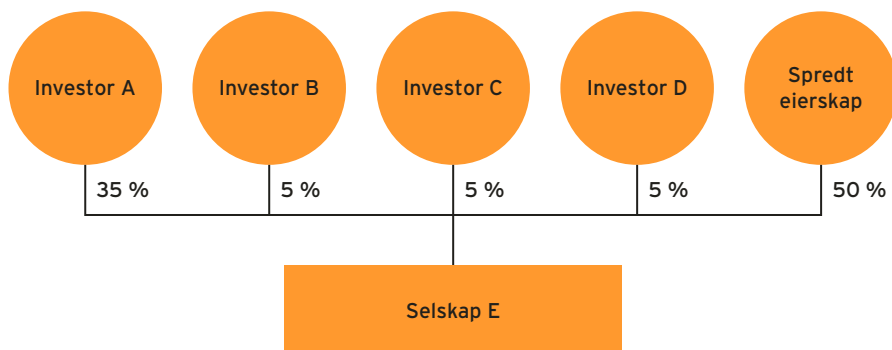 Investor A
Investor B
Investor C
Investor D
Spredt
eierskap
35 %
5 %
5 %
5 %
50 %
Selskap E